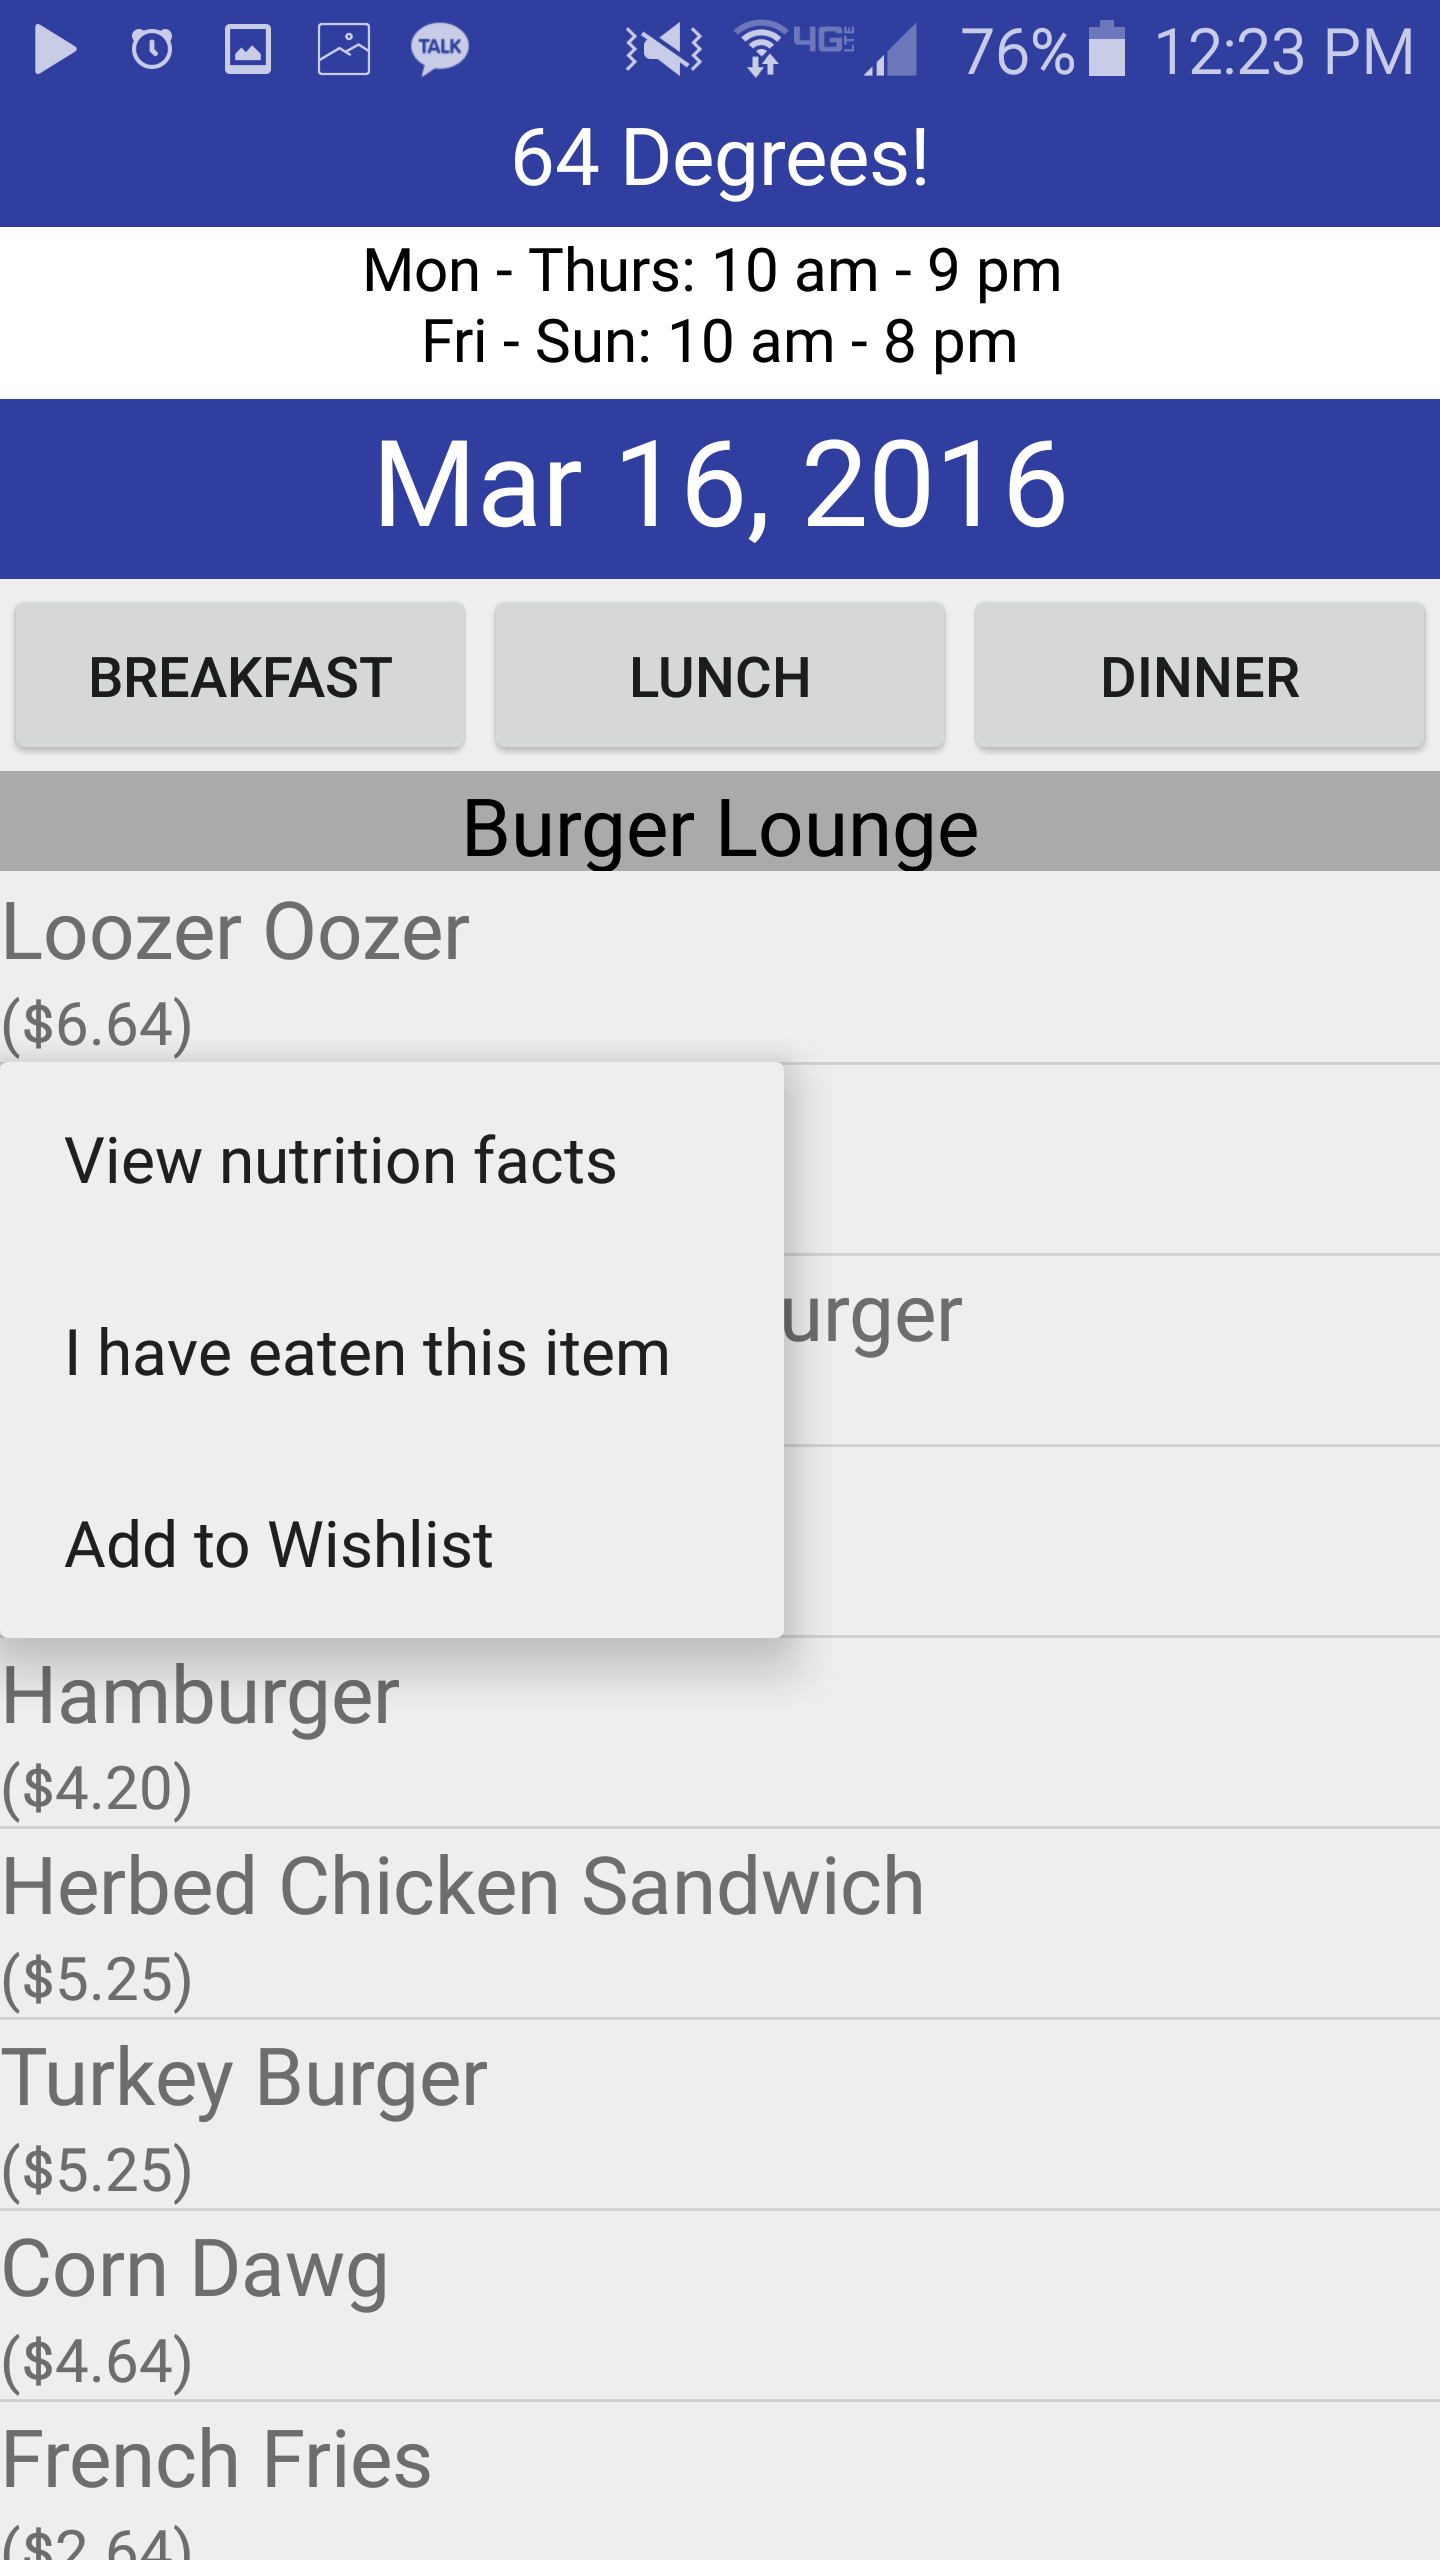 TALK 4G LTE 76% 12:23 PM
64 Degrees!
Mon - Thurs: 10 am - 9 pm
Fri - Sun: 10 am - 8 pm
Mar 16, 2016
BREAKFAST LUNCH DINNER
Burger Lounge
Loozer Oozer
($6.64)
View nutrition facts
urger
I have eaten this item
Add to Wishlist
Hamburger
($4.20)
Herbed Chicken Sandwich
($5.25)
Turkey Burger
($5.25)
Corn Dawg
($4.64)
French Fries
($2.64)